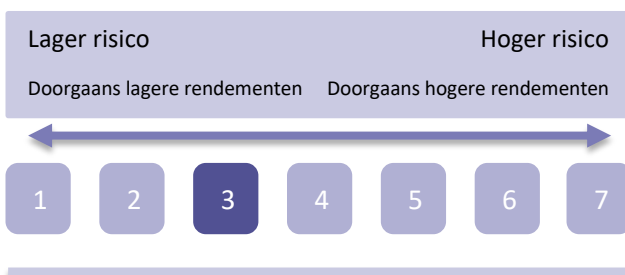 Lager risico Hoger risico
Doorgaans lagere rendementen Doorgaans hogere rendementen
1 2 3 4 5 6 7